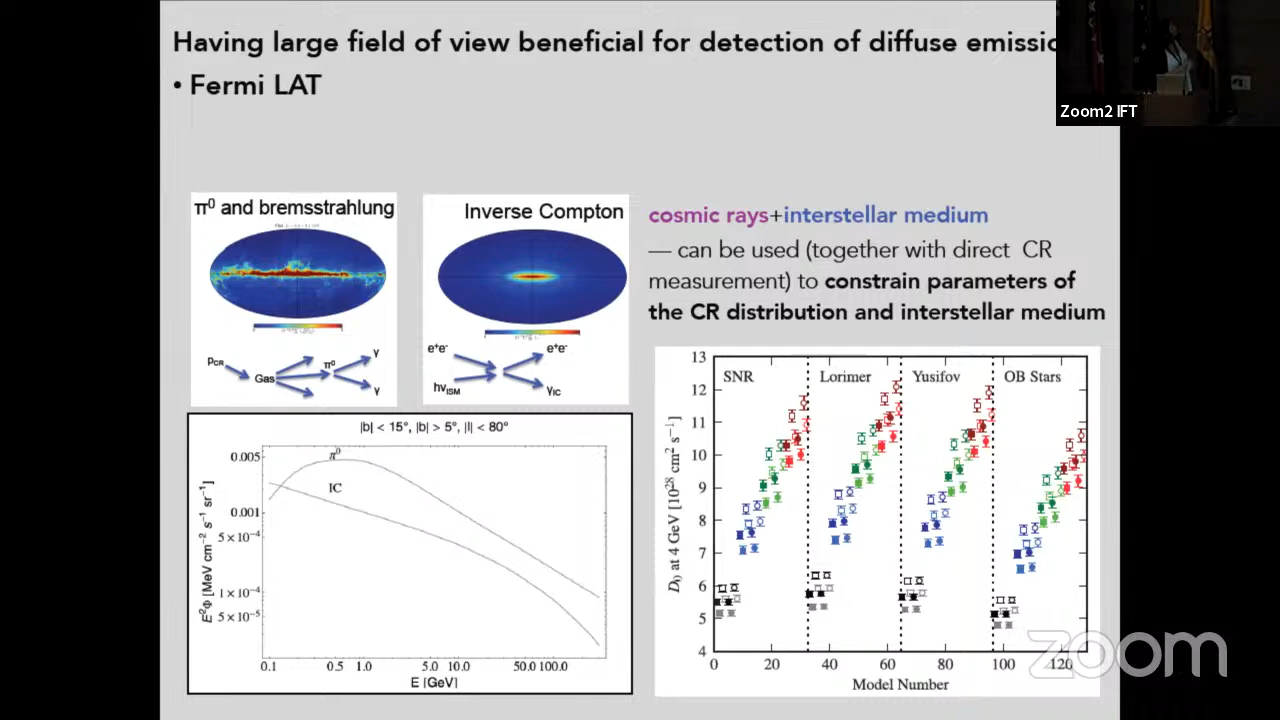 Having large field of view beneficial for detection of diffuse
• Fermi LAT
Zoom2 IFT
π⁰ and bremsstrahlung
Inverse Compton
pCR
Gas
π⁰
γ
γ
e⁺e⁻
hνISM
e⁺e⁻
γIC
cosmic rays+interstellar medium
— can be used (together with direct CR
measurement) to constrain parameters of
the CR distribution and interstellar medium
|b| < 15°, |b| > 5°, |l| < 80°
π⁰
IC
E²Φ [MeV cm⁻² s⁻¹ sr⁻¹]
0.005
0.001
5×10⁻⁴
1×10⁻⁴
5×10⁻⁵
0.1 0.5 1.0 5.0 10.0 50.0 100.0
E [GeV]
SNR Lorimer Yusifov OB Stars
D₀ at 4 GeV [10²⁸ cm² s⁻¹]
13
12
11
10
9
8
7
6
5
4
0 20 40 60 80 100 120
Model Number
zoom